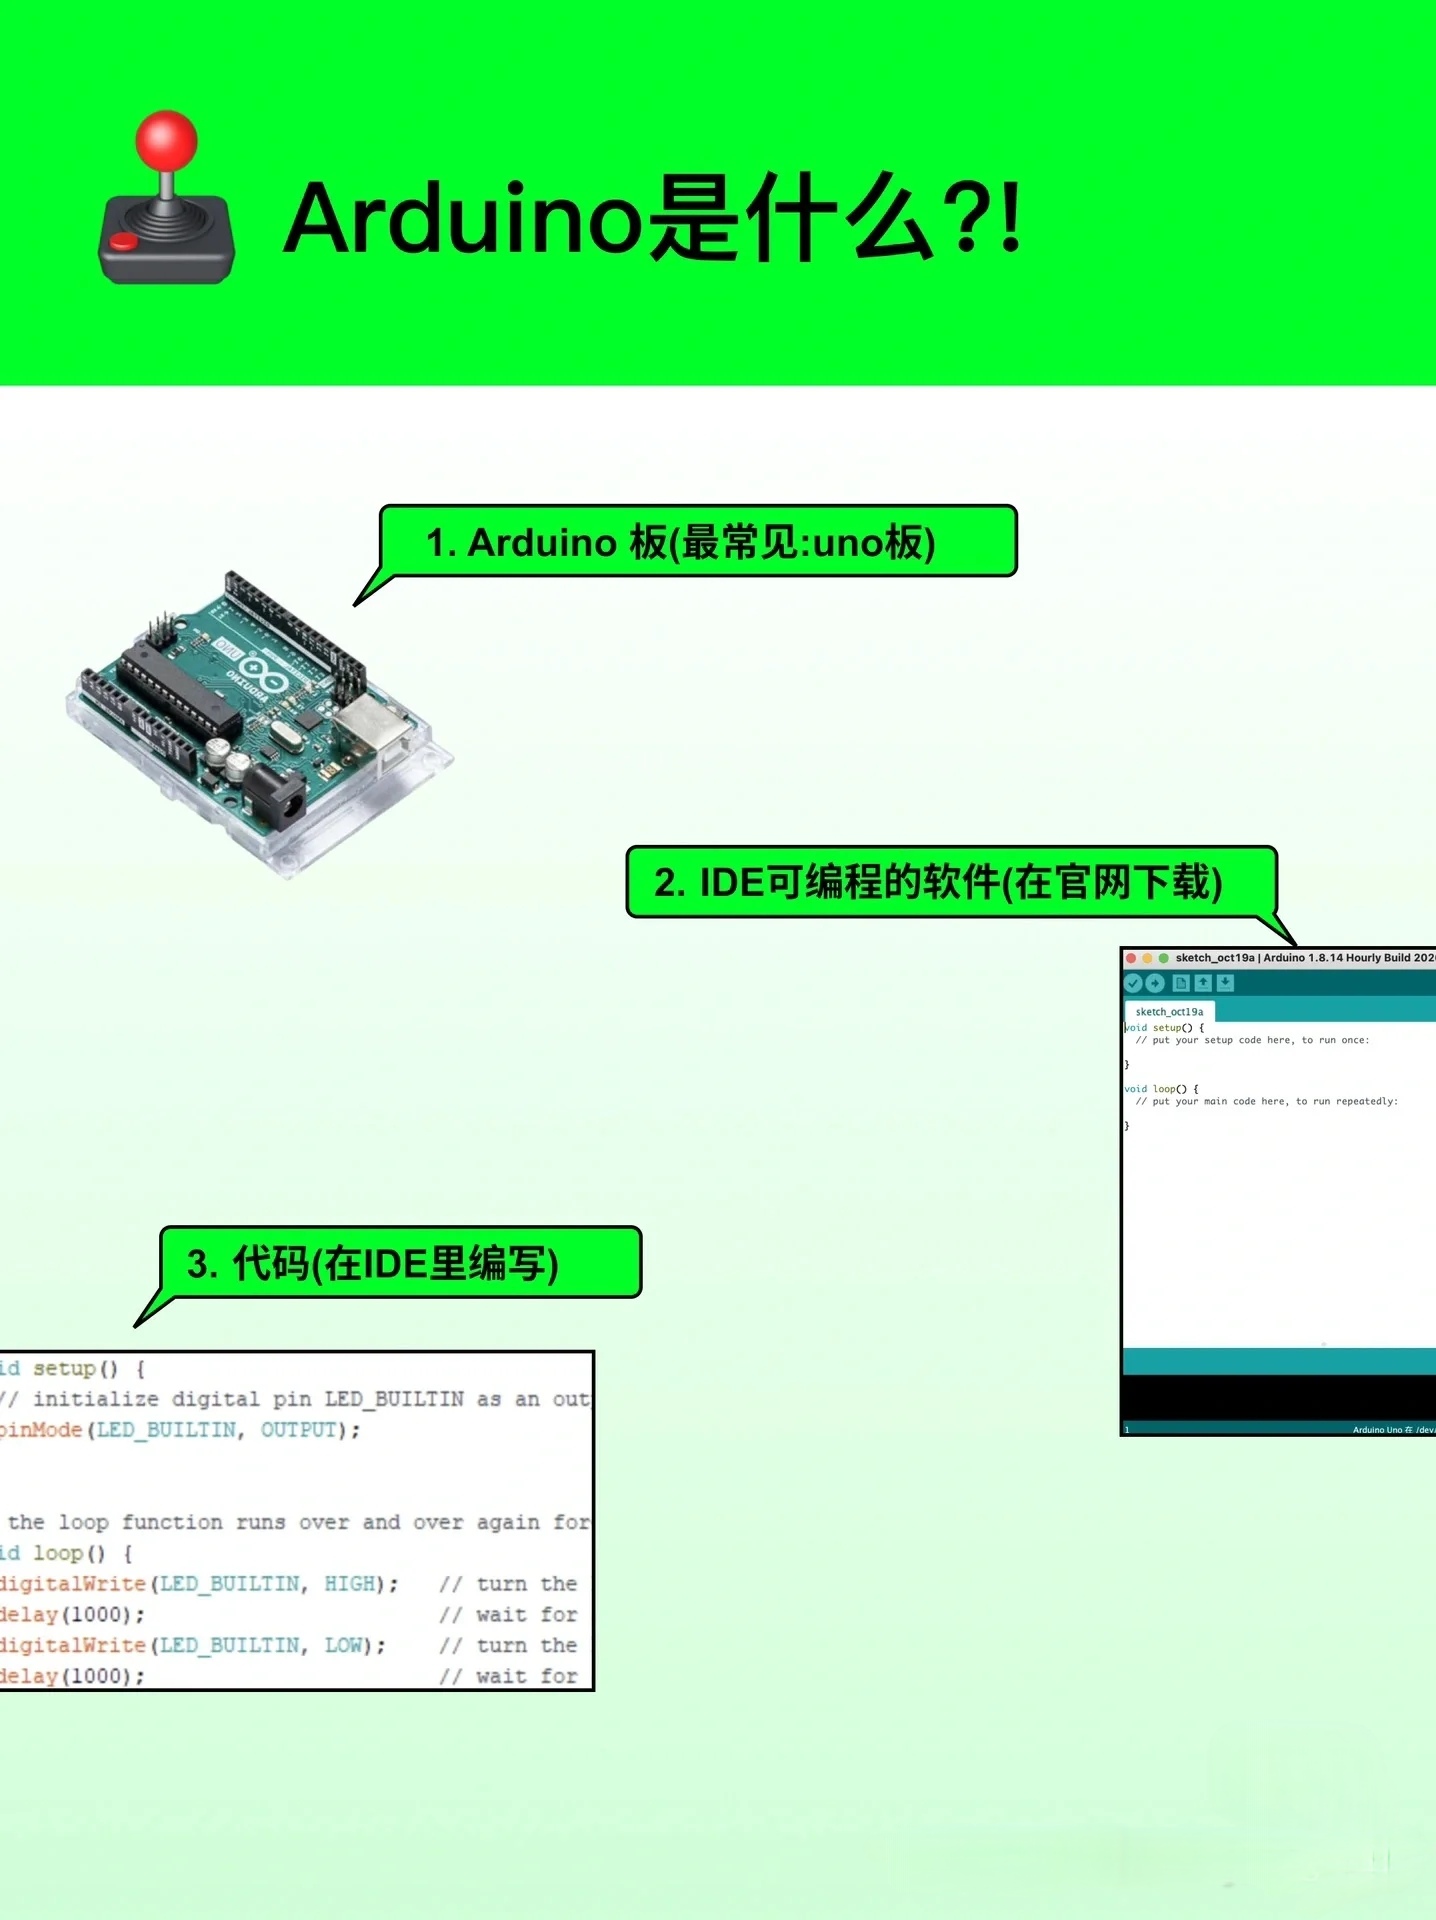 Arduino是什么?!
1. Arduino 板(最常见:uno板)
UNO
ARDUINO
2. IDE可编程的软件(在官网下载)
sketch_oct19a | Arduino 1.8.14 Hourly Build 202
sketch_oct19a
void setup() {
// put your setup code here, to run once:
}
void loop() {
// put your main code here, to run repeatedly:
}
1
Arduino Uno 在 /dev/
3. 代码(在IDE里编写)
id setup() {
// initialize digital pin LED_BUILTIN as an out
pinMode(LED_BUILTIN, OUTPUT);
the loop function runs over and over again for
id loop() {
digitalWrite(LED_BUILTIN, HIGH); // turn the
delay(1000); // wait for
digitalWrite(LED_BUILTIN, LOW); // turn the
delay(1000); // wait for